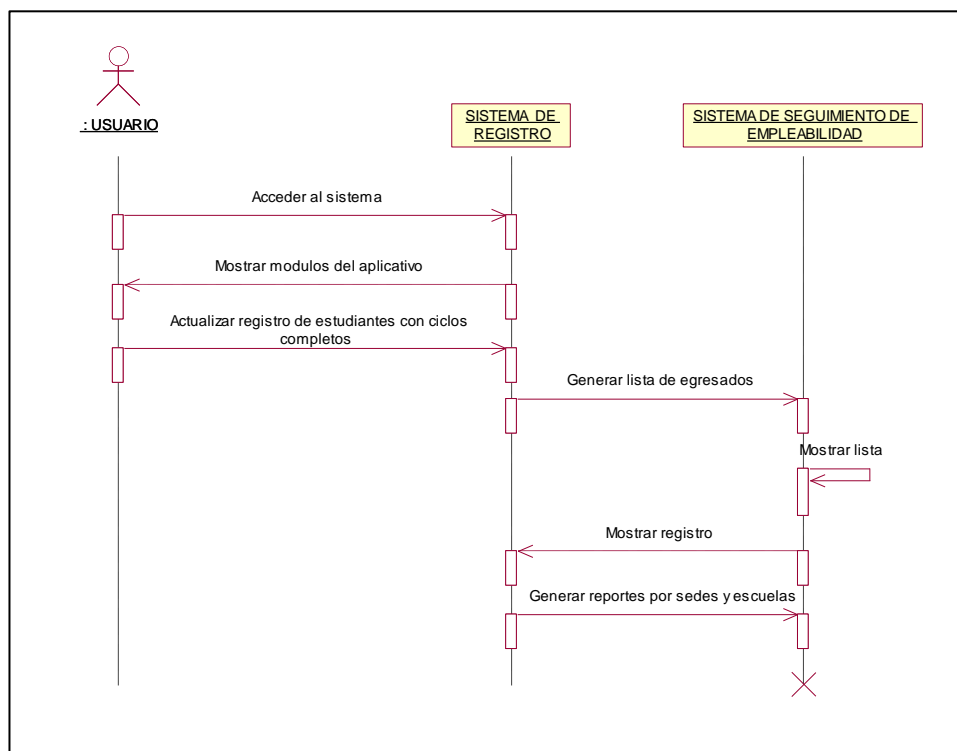 : USUARIO
SISTEMA DE
REGISTRO
SISTEMA DE SEGUIMIENTO DE
EMPLEABILIDAD
Acceder al sistema
Mostrar modulos del aplicativo
Actualizar registro de estudiantes con ciclos
completos
Generar lista de egresados
Mostrar lista
Mostrar registro
Generar reportes por sedes y escuelas